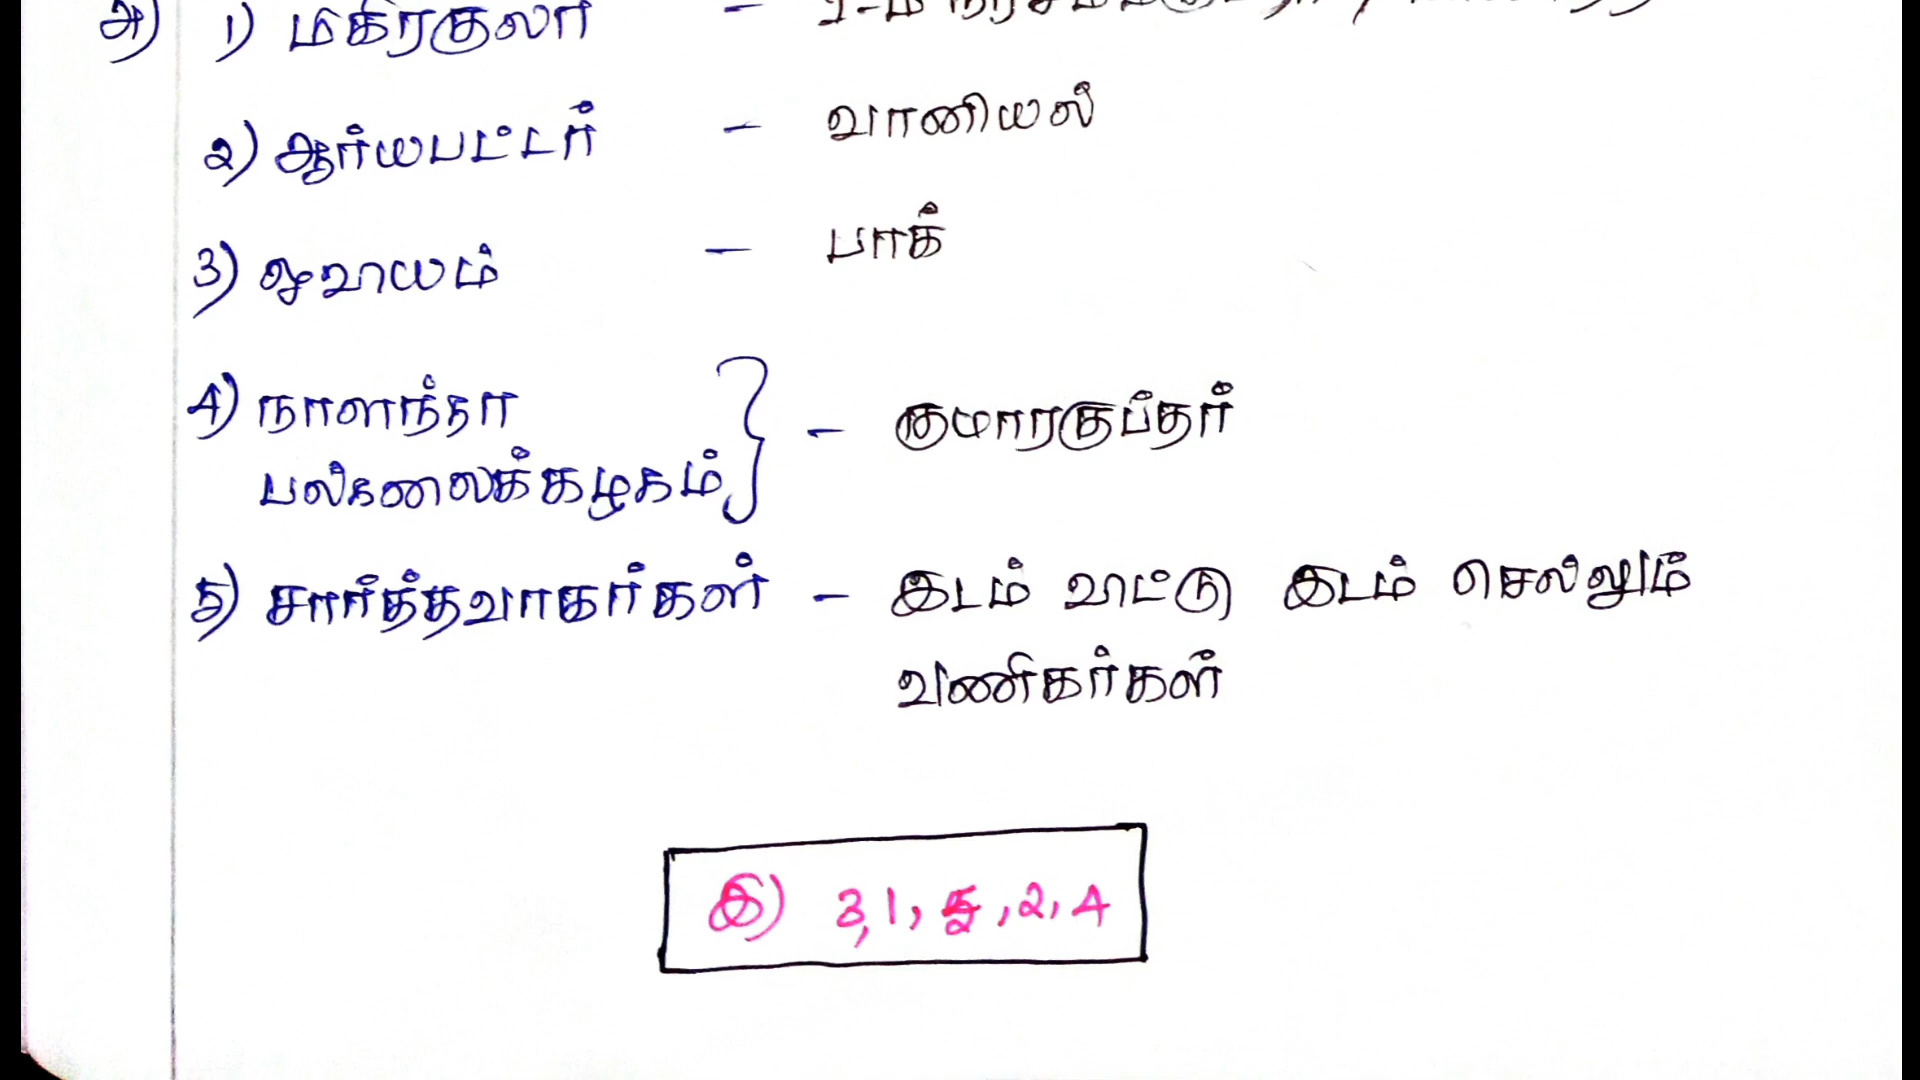 அ) 1) மிகிரகுலா -
2) ஆர்யபட்டர் - வானியல்
3) ஓவியம் - பாக்
4) நாளந்தா
பல்கலைக்கழகம் } - குமாரகுப்தர்
5) சார்த்தவாகர்கள் - இடம் விட்டு இடம் செல்லும்
வணிகர்கள்
இ) 3, 1, 5, 2, 4